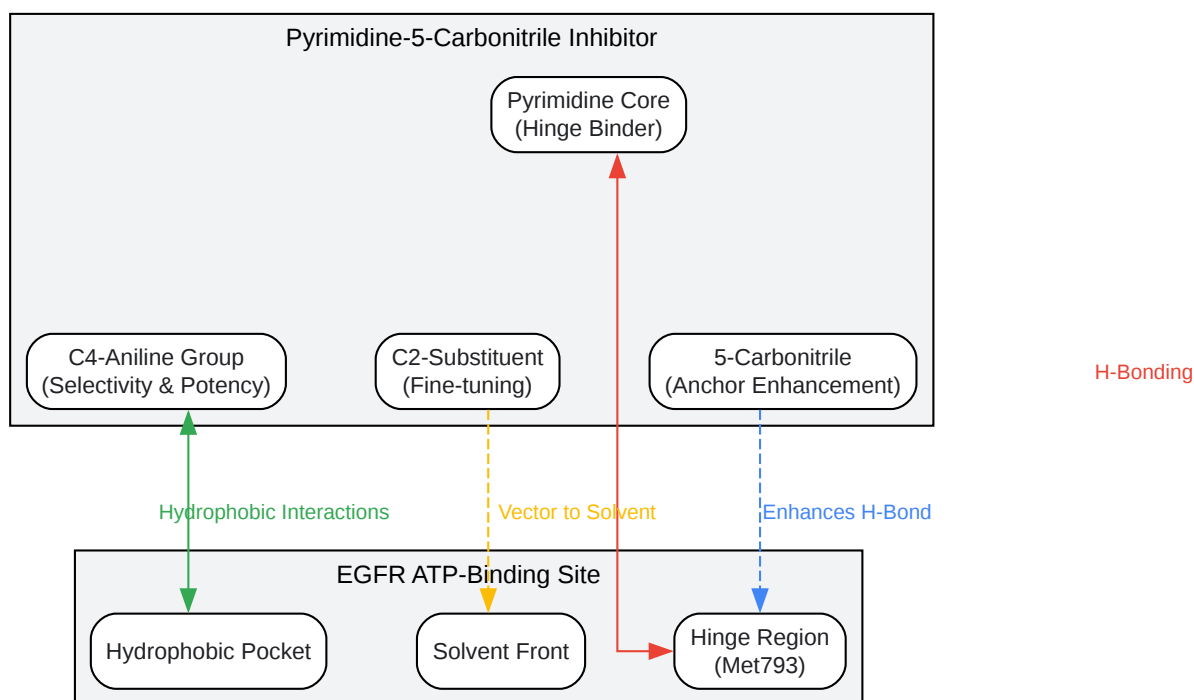 Pyrimidine-5-Carbonitrile Inhibitor
Pyrimidine Core
(Hinge Binder)
C4-Aniline Group
(Selectivity & Potency)
C2-Substituent
(Fine-tuning)
5-Carbonitrile
(Anchor Enhancement)
H-Bonding
Hydrophobic Interactions
Vector to Solvent
Enhances H-Bond
EGFR ATP-Binding Site
Hydrophobic Pocket
Solvent Front
Hinge Region
(Met793)